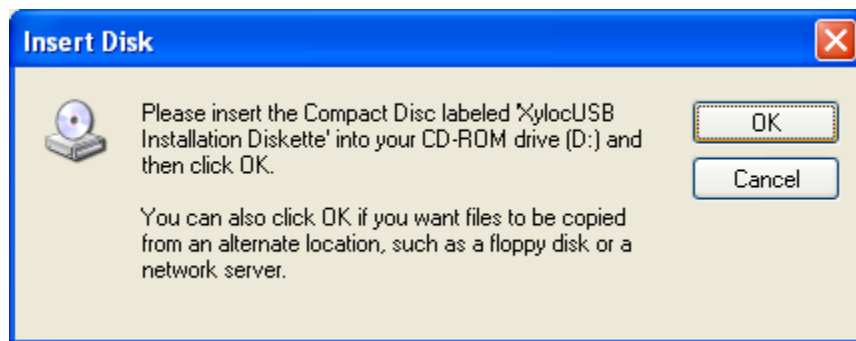 Insert Disk
Please insert the Compact Disc labeled 'XylocUSB
Installation Diskette' into your CD-ROM drive (D:) and
then click OK.
You can also click OK if you want files to be copied
from an alternate location, such as a floppy disk or a
network server.
OK
Cancel